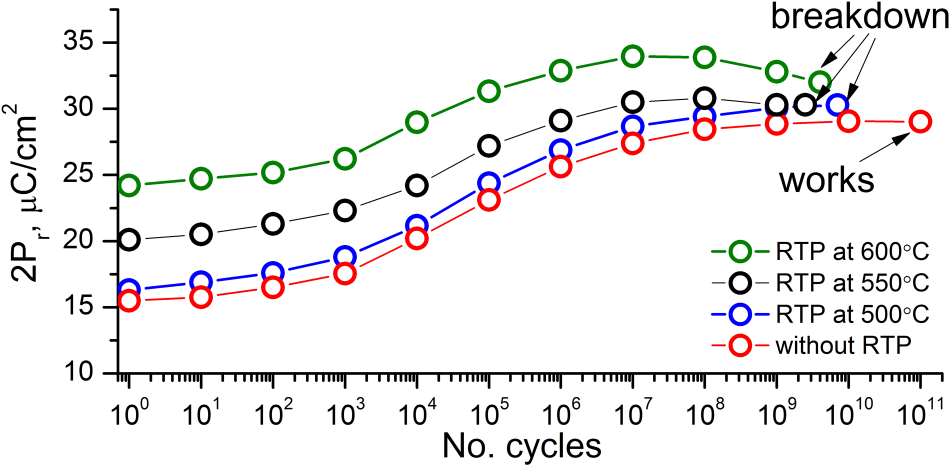 breakdown
works
2Pr, μC/cm2
35
30
25
20
15
10
10^0 10^1 10^2 10^3 10^4 10^5 10^6 10^7 10^8 10^9 10^10 10^11
No. cycles
RTP at 600°C
RTP at 550°C
RTP at 500°C
without RTP